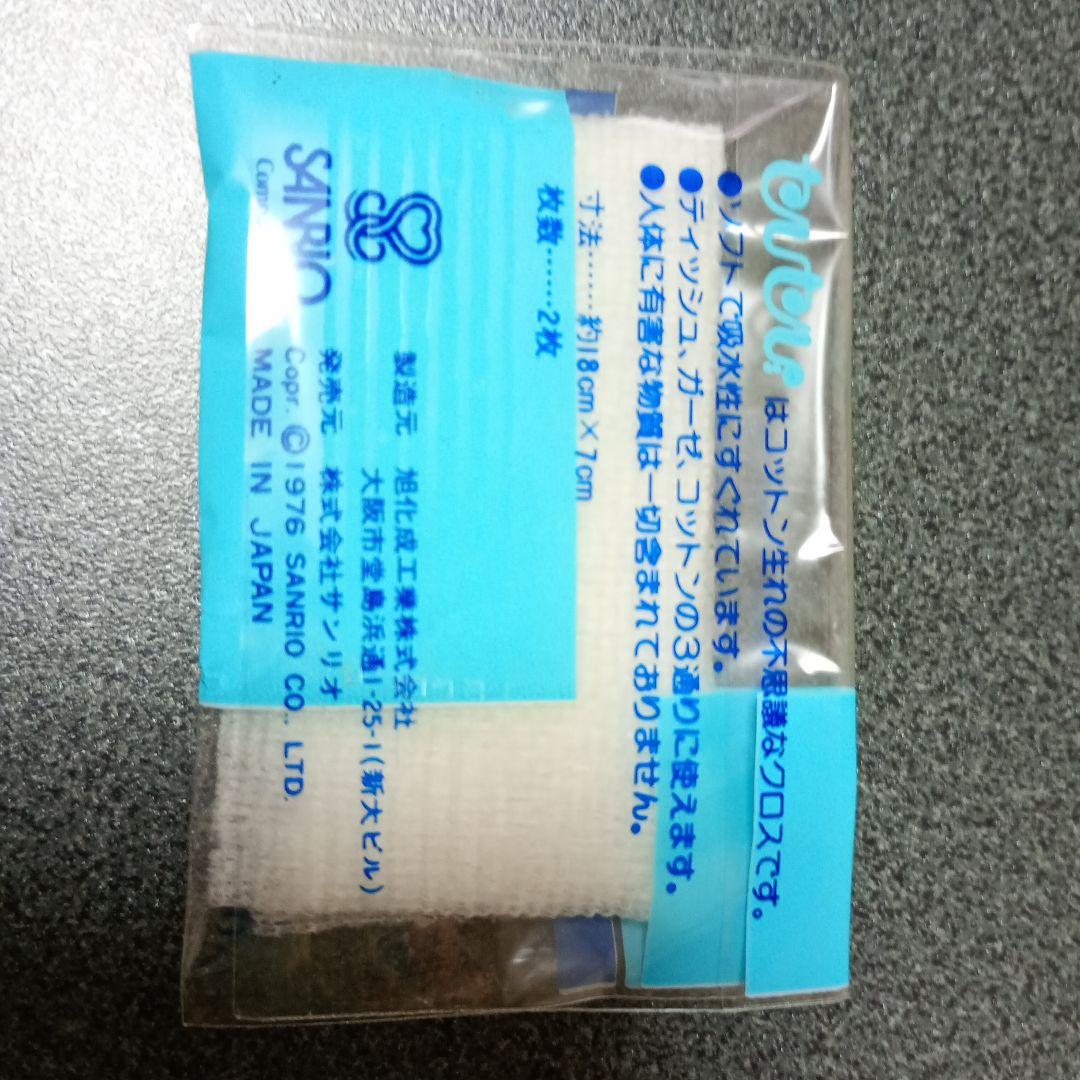 tenten はコットン生れの不思議なクロスです。
●ソフトで吸水性にすぐれています。
●ティッシュ、ガーゼ、コットンの3通りに使えます。
●人体に有害な物質は一切含まれておりません。
寸法……約18cm×7cm
枚数……2枚
製造元 旭化成工業株式会社
大阪市堂島浜通1-25-1(新大ビル)
発売元 株式会社サンリオ
Copr. ©1976 SANRIO CO., LTD.
MADE IN JAPAN
SANRIO